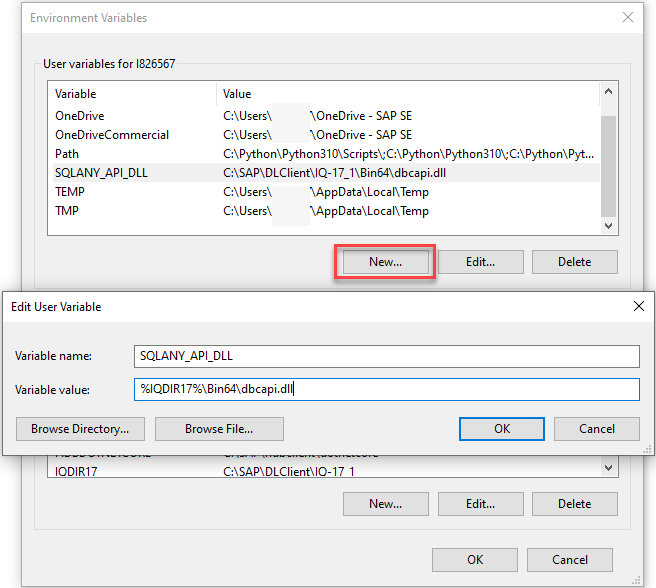 Environment Variables
User variables for I826567
Variable Value
OneDrive C:\Users\ \OneDrive - SAP SE
OneDriveCommercial C:\Users\ \OneDrive - SAP SE
Path C:\Python\Python310\Scripts\;C:\Python\Python310\;C:\Python\Pyt...
SQLANY_API_DLL C:\SAP\DLClient\IQ-17_1\Bin64\dbcapi.dll
TEMP C:\Users\ \AppData\Local\Temp
TMP C:\Users\ \AppData\Local\Temp
New... Edit... Delete
Edit User Variable
Variable name: SQLANY_API_DLL
Variable value: %IQDIR17%\Bin64\dbcapi.dll
Browse Directory... Browse File... OK Cancel
IQDIR17 C:\SAP\DLClient\IQ-17_1
New... Edit... Delete
OK Cancel